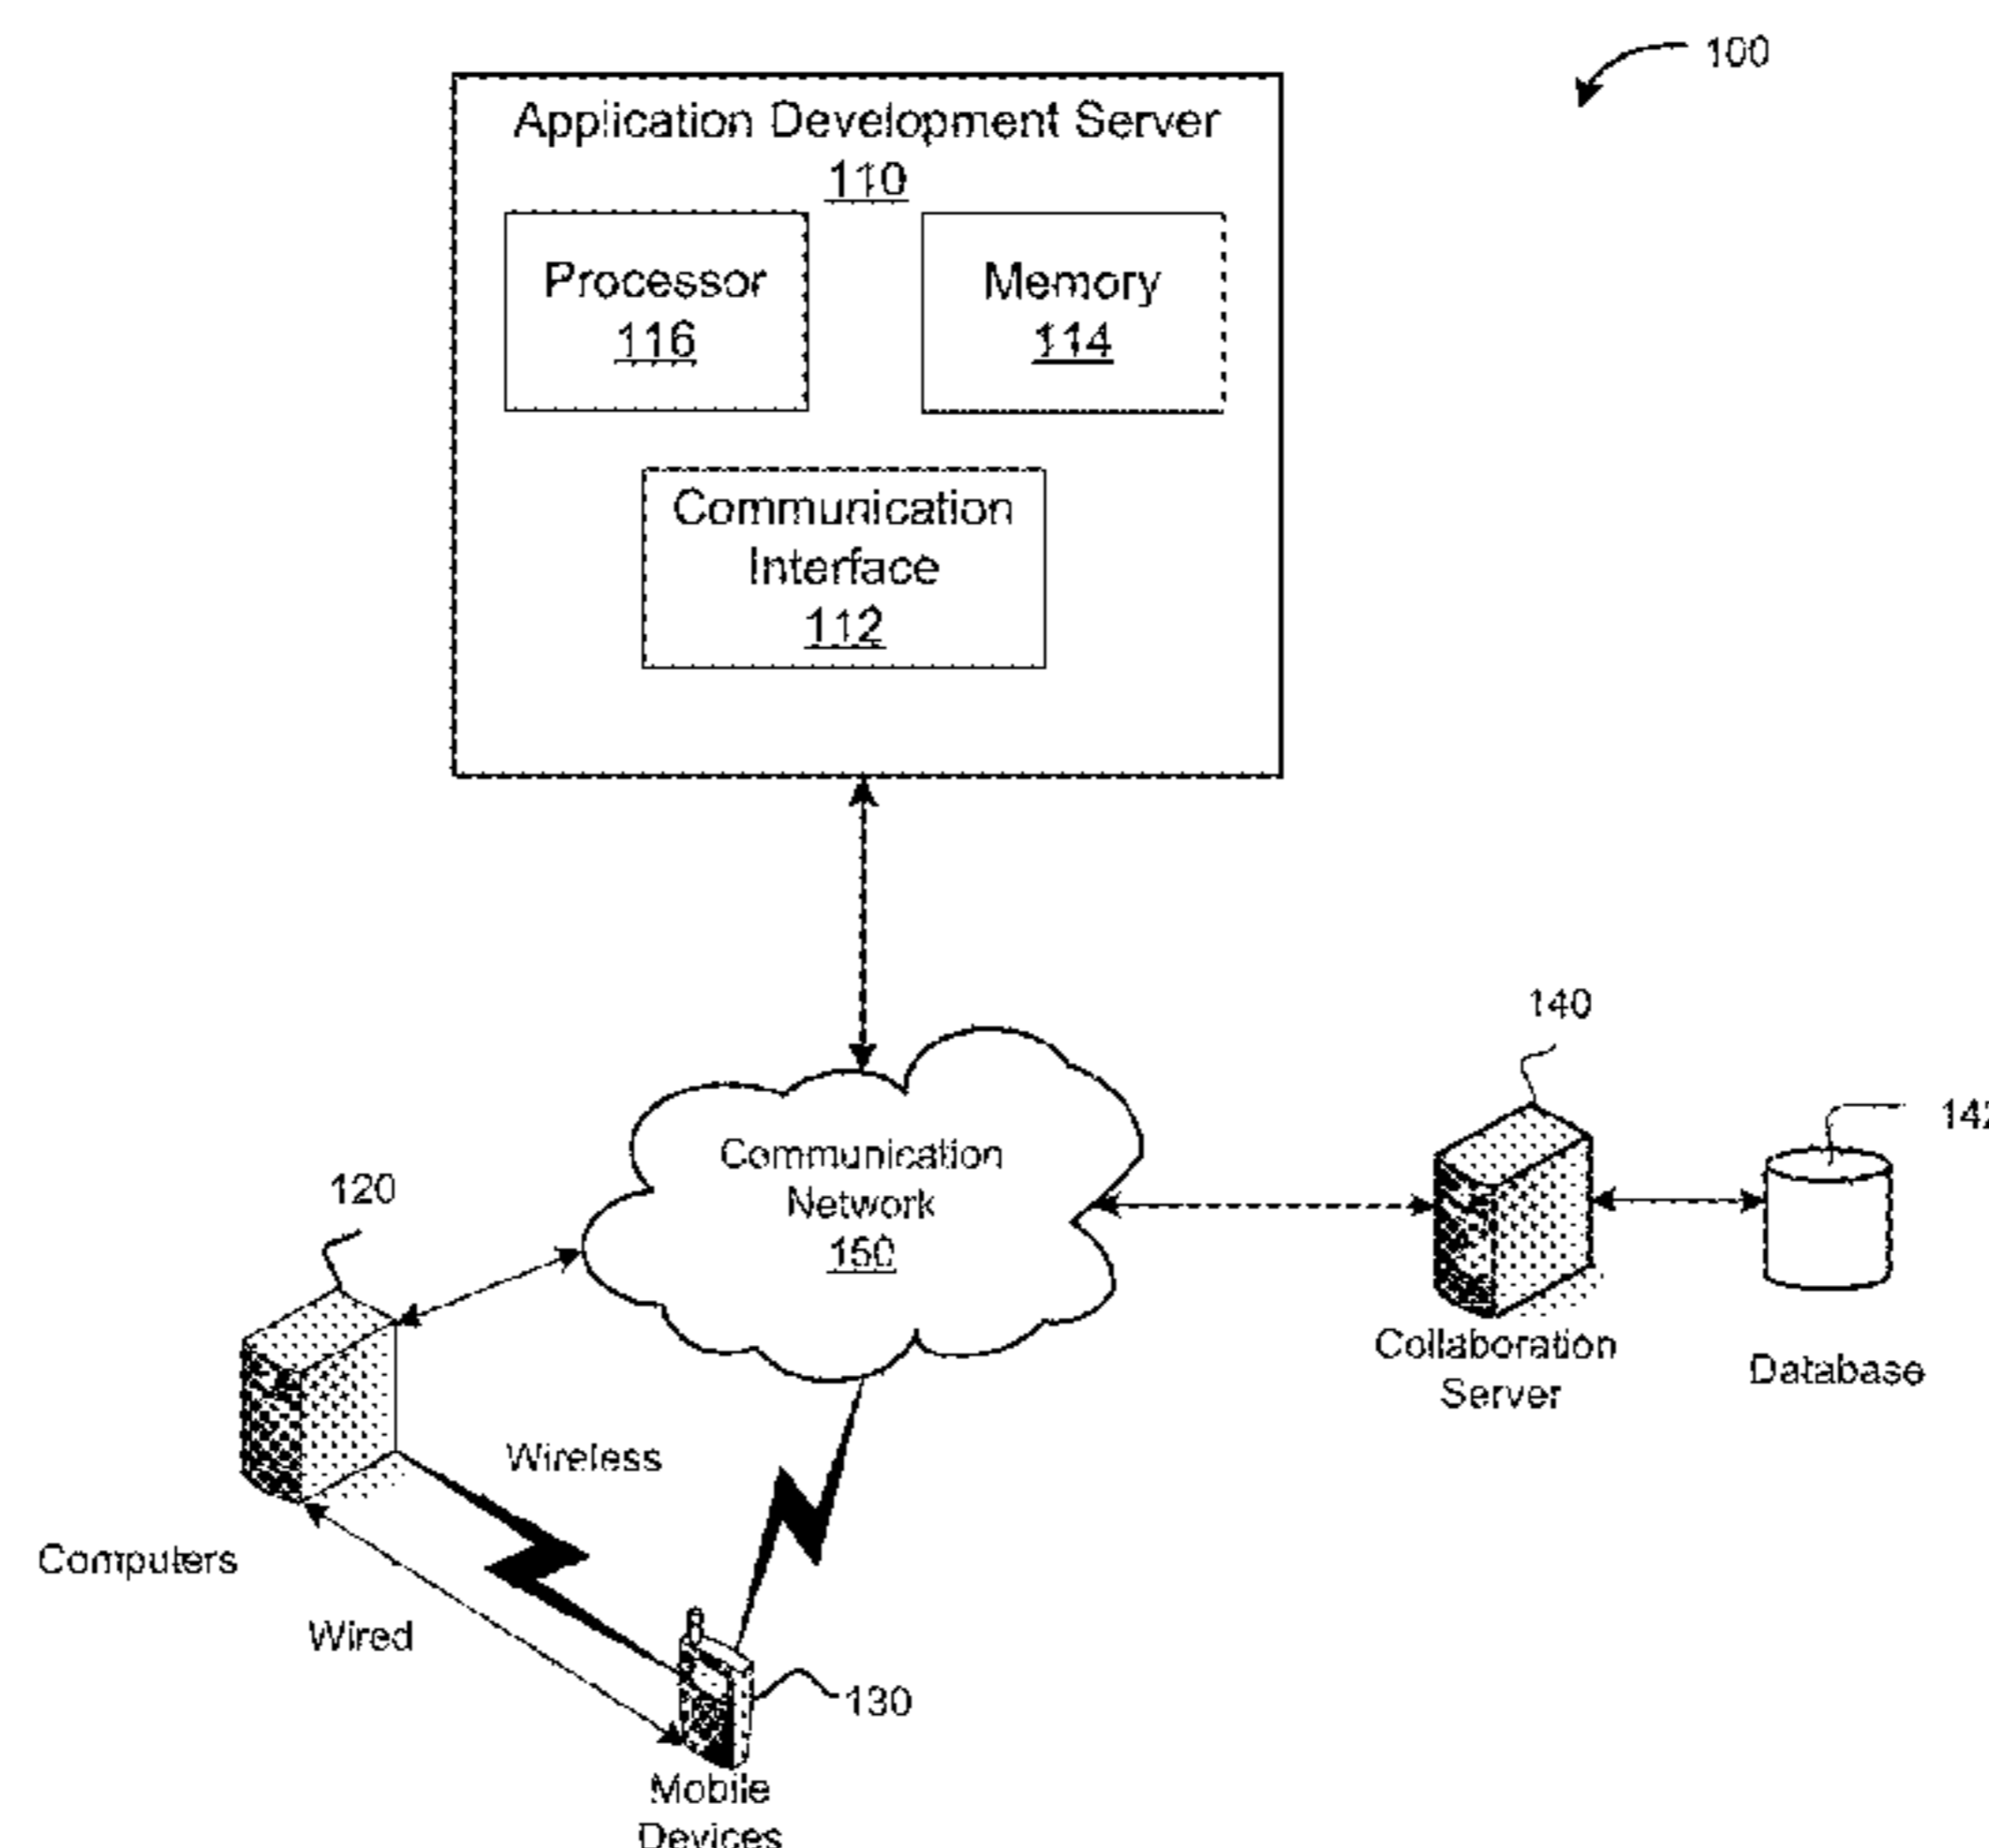 100
Application Development Server
110
Processor
116
Memory
114
Communication
Interface
112
140
142
Communication
Network
150
120
Collaboration
Server
Database
Wireless
Computers
Wired
130
Mobile
Devices